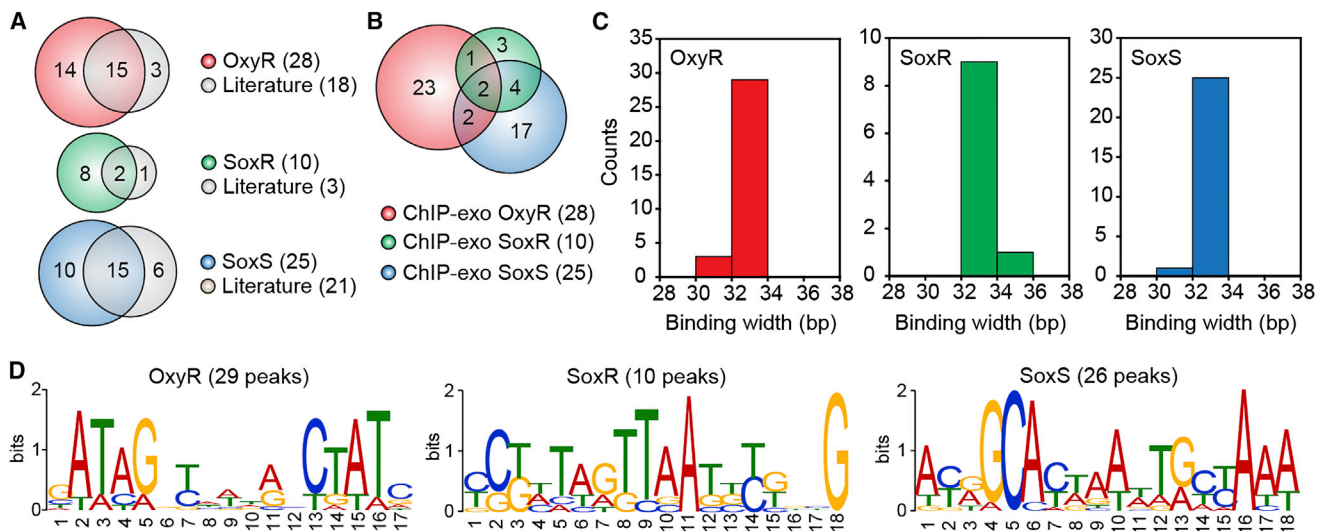 A
14 15 3
OxyR (28)
Literature (18)
8 2 1
SoxR (10)
Literature (3)
10 15 6
SoxS (25)
Literature (21)
B
3
1
23 2 4
2 17
ChIP-exo OxyR (28)
ChIP-exo SoxR (10)
ChIP-exo SoxS (25)
C
OxyR
Counts
35
30
25
20
15
10
5
0
28 30 32 34 36 38
Binding width (bp)
SoxR
10
8
6
4
2
0
28 30 32 34 36 38
Binding width (bp)
SoxS
30
25
20
15
10
5
0
28 30 32 34 36 38
Binding width (bp)
D
OxyR (29 peaks)
bits
2
1
0
1 2 3 4 5 6 7 8 9 10 11 12 13 14 15 16 17
SoxR (10 peaks)
bits
2
1
0
1 2 3 4 5 6 7 8 9 10 11 12 13 14 15 16 17 18
SoxS (26 peaks)
bits
2
1
0
1 2 3 4 5 6 7 8 9 10 11 12 13 14 15 16 17 18